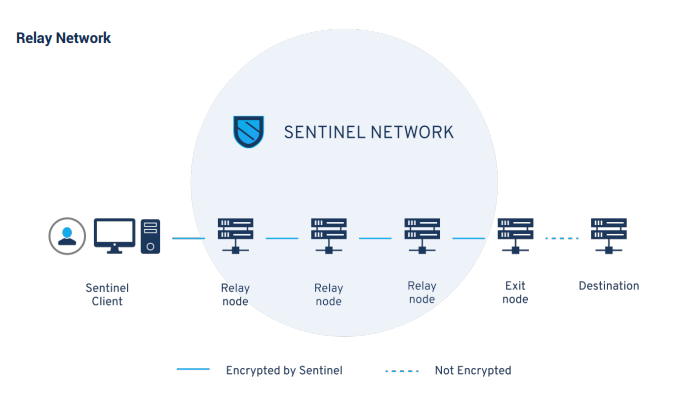 Relay Network
SENTINEL NETWORK
Sentinel
Client
Relay
node
Relay
node
Relay
node
Exit
node
Destination
Encrypted by Sentinel
Not Encrypted